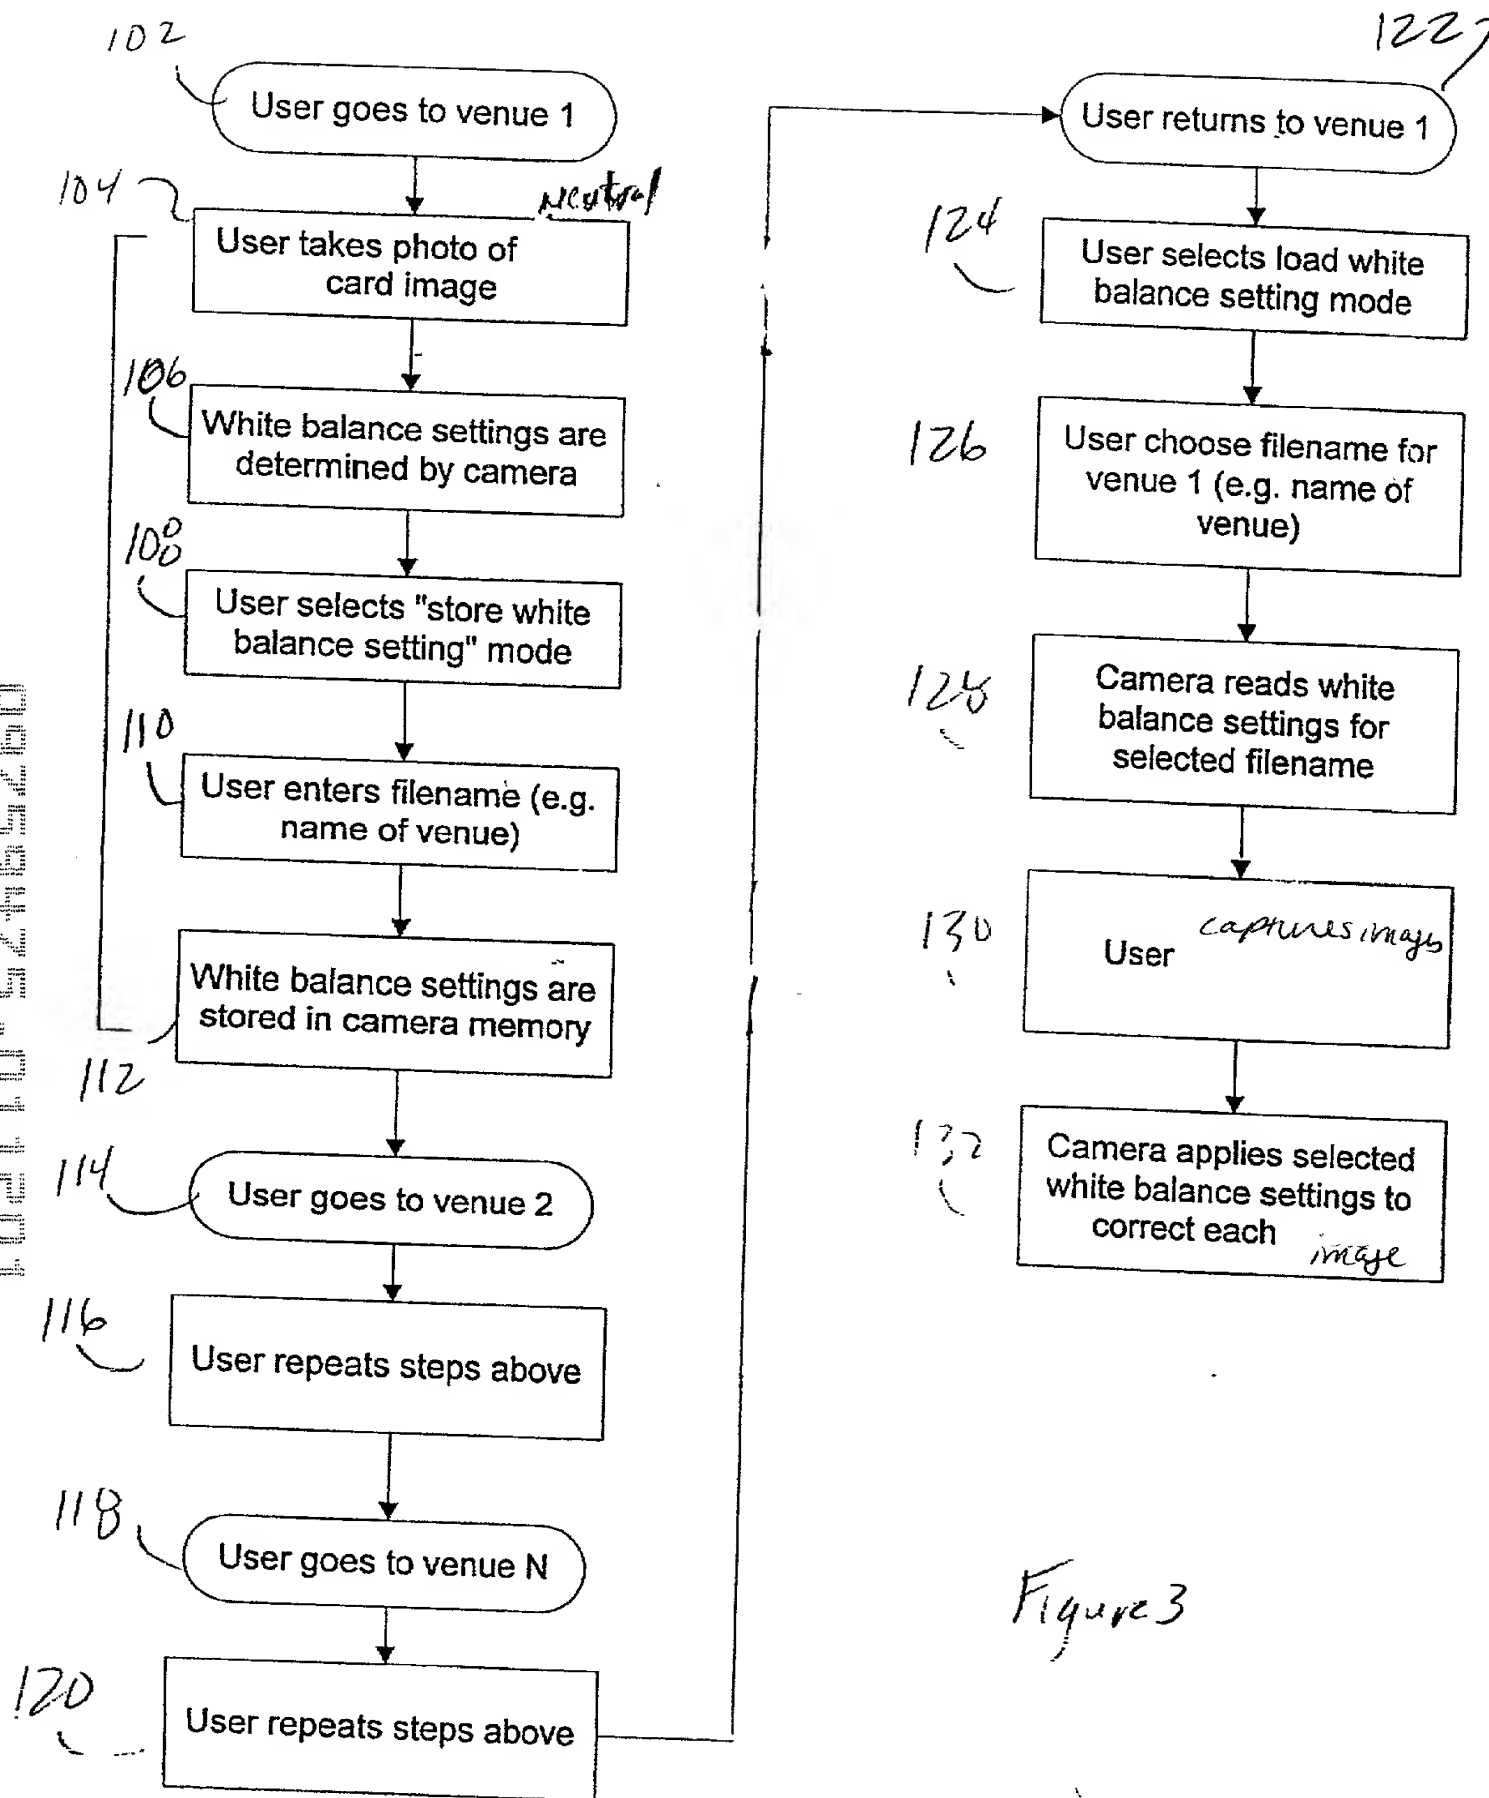 102
User goes to venue 1
104
Neutral
User takes photo of
card image
106
White balance settings are
determined by camera
108
User selects "store white
balance setting" mode
110
User enters filename (e.g.
name of venue)
White balance settings are
stored in camera memory
112
114
User goes to venue 2
116
User repeats steps above
118
User goes to venue N
120
User repeats steps above
122
User returns to venue 1
124
User selects load white
balance setting mode
126
User choose filename for
venue 1 (e.g. name of
venue)
128
Camera reads white
balance settings for
selected filename
130
User captures images
132
Camera applies selected
white balance settings to
correct each image
Figure 3